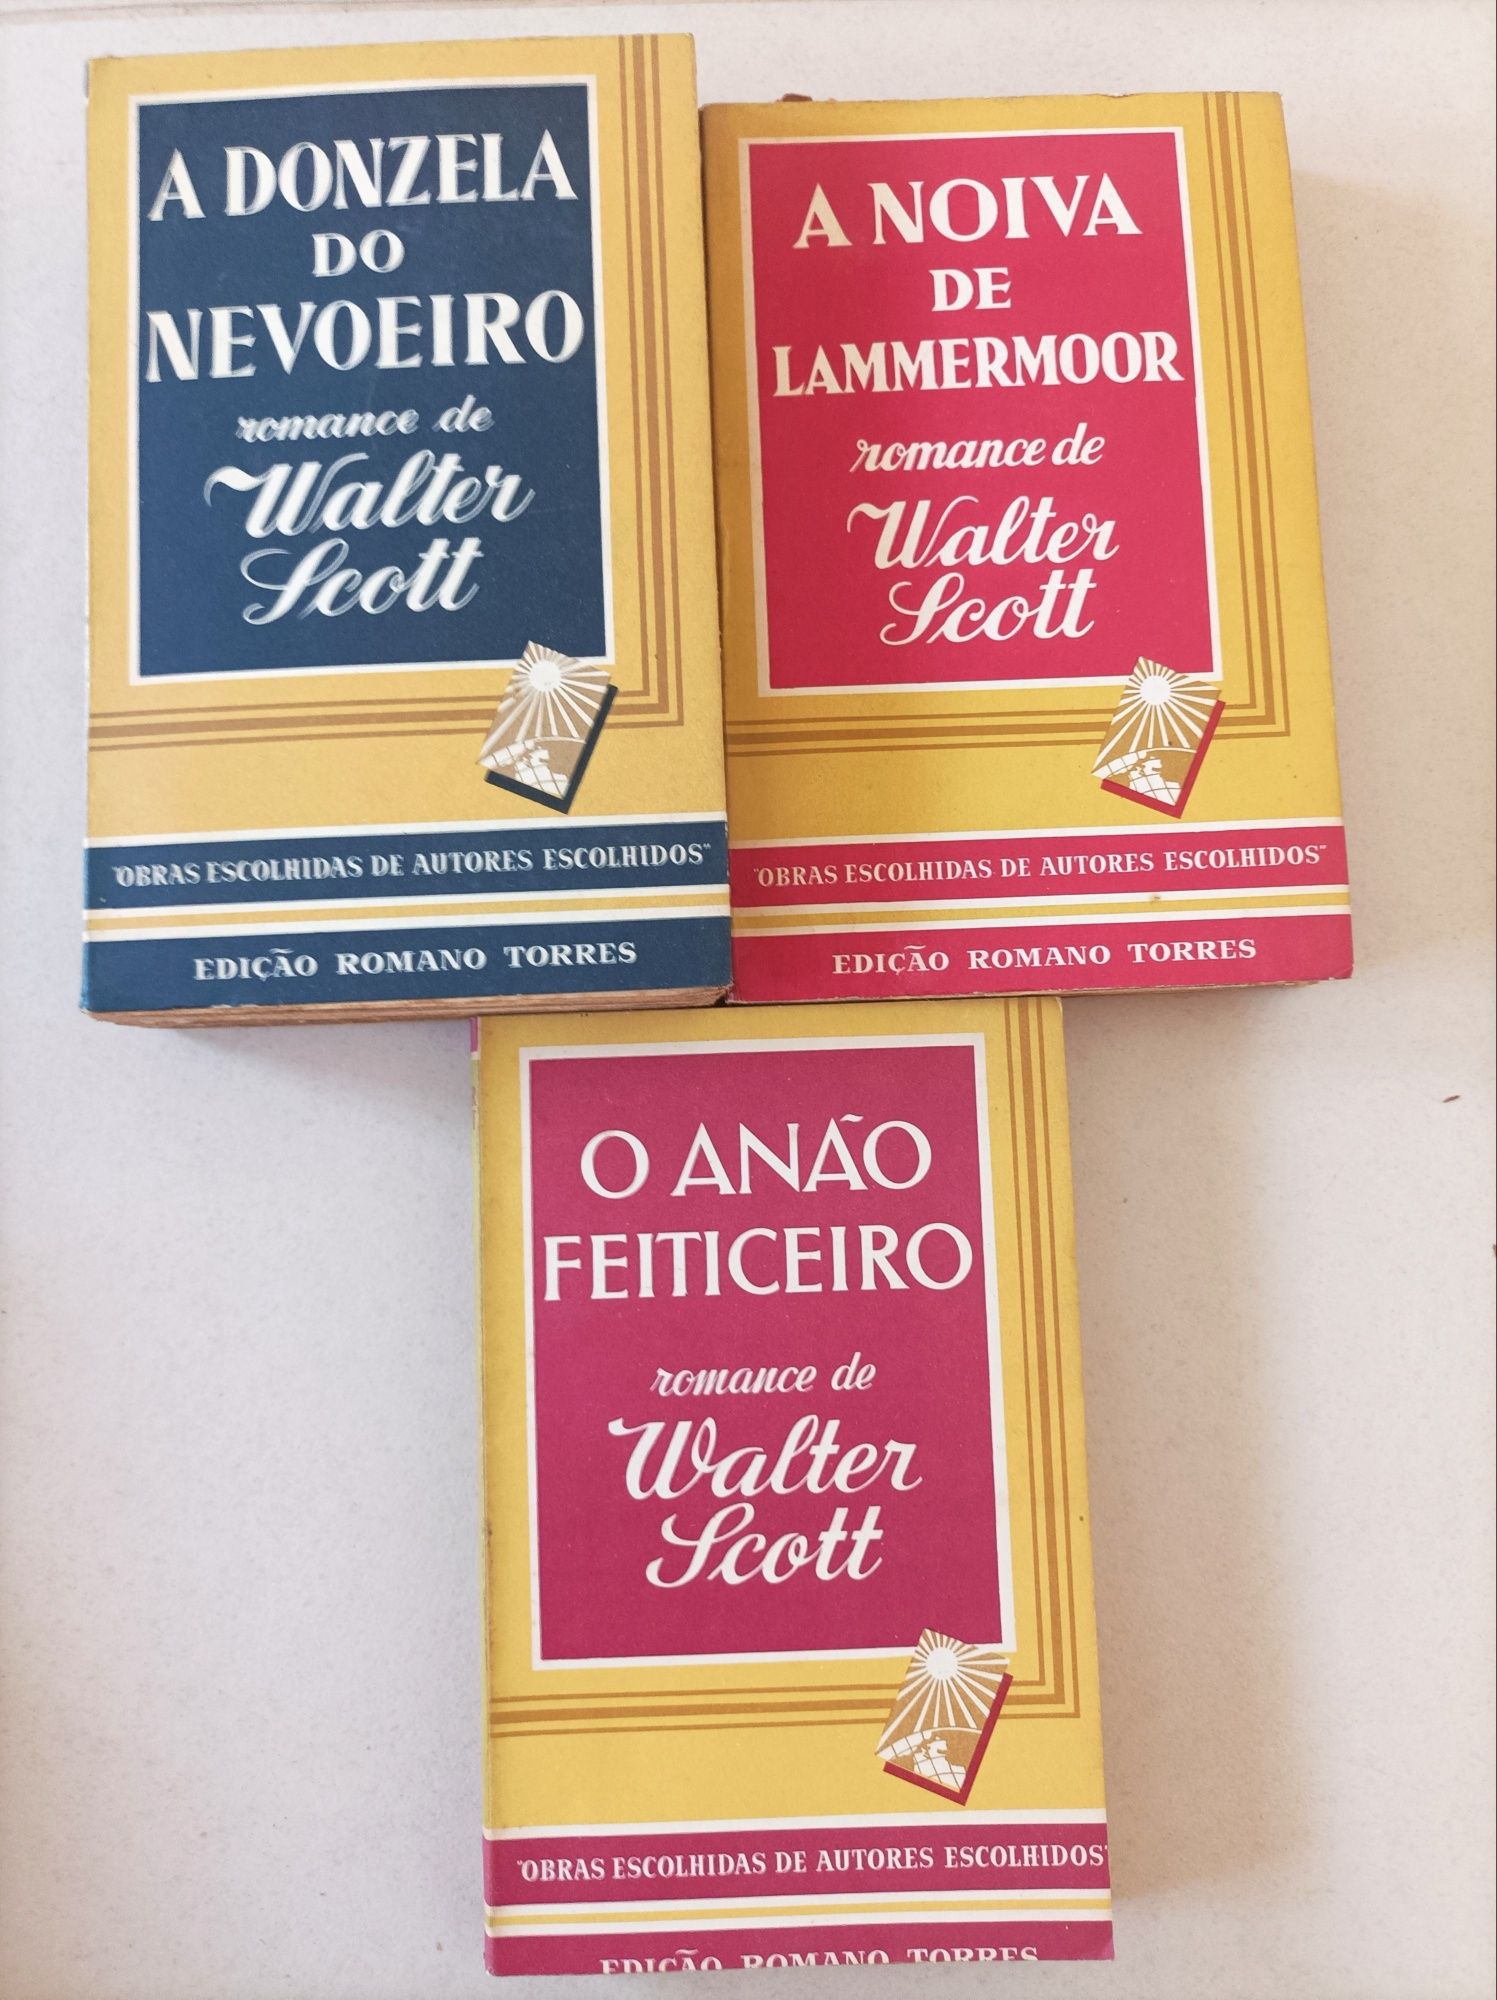 A DONZELA
DO
NEVOEIRO
romance de
Walter
Scott
"OBRAS ESCOLHIDAS DE AUTORES ESCOLHIDOS"
EDIÇÃO ROMANO TORRES
A NOIVA
DE
LAMMERMOOR
romance de
Walter
Scott
"OBRAS ESCOLHIDAS DE AUTORES ESCOLHIDOS"
EDIÇÃO ROMANO TORRES
O ANÃO
FEITICEIRO
romance de
Walter
Scott
"OBRAS ESCOLHIDAS DE AUTORES ESCOLHIDOS"
EDIÇÃO ROMANO TORRES